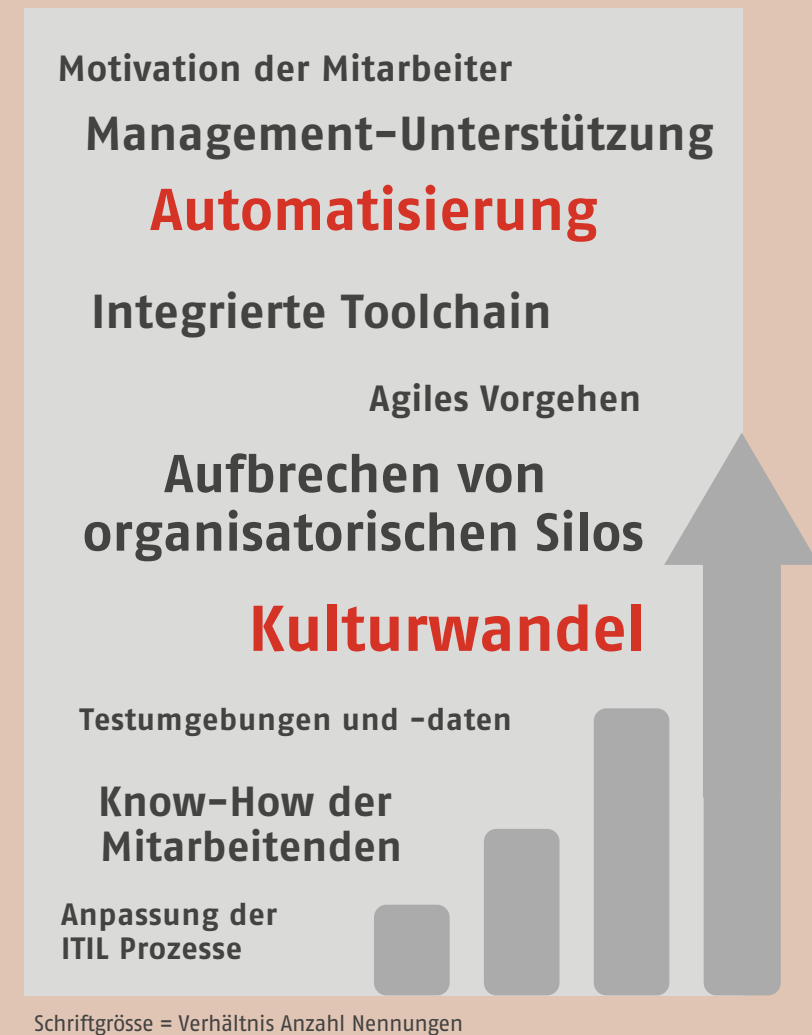 Motivation der Mitarbeiter
Management-Unterstützung
Automatisierung
Integrierte Toolchain
Agiles Vorgehen
Aufbrechen von
organisatorischen Silos
Kulturwandel
Testumgebungen und -daten
Know-How der
Mitarbeitenden
Anpassung der
ITIL Prozesse
Schriftgrösse = Verhältnis Anzahl Nennungen